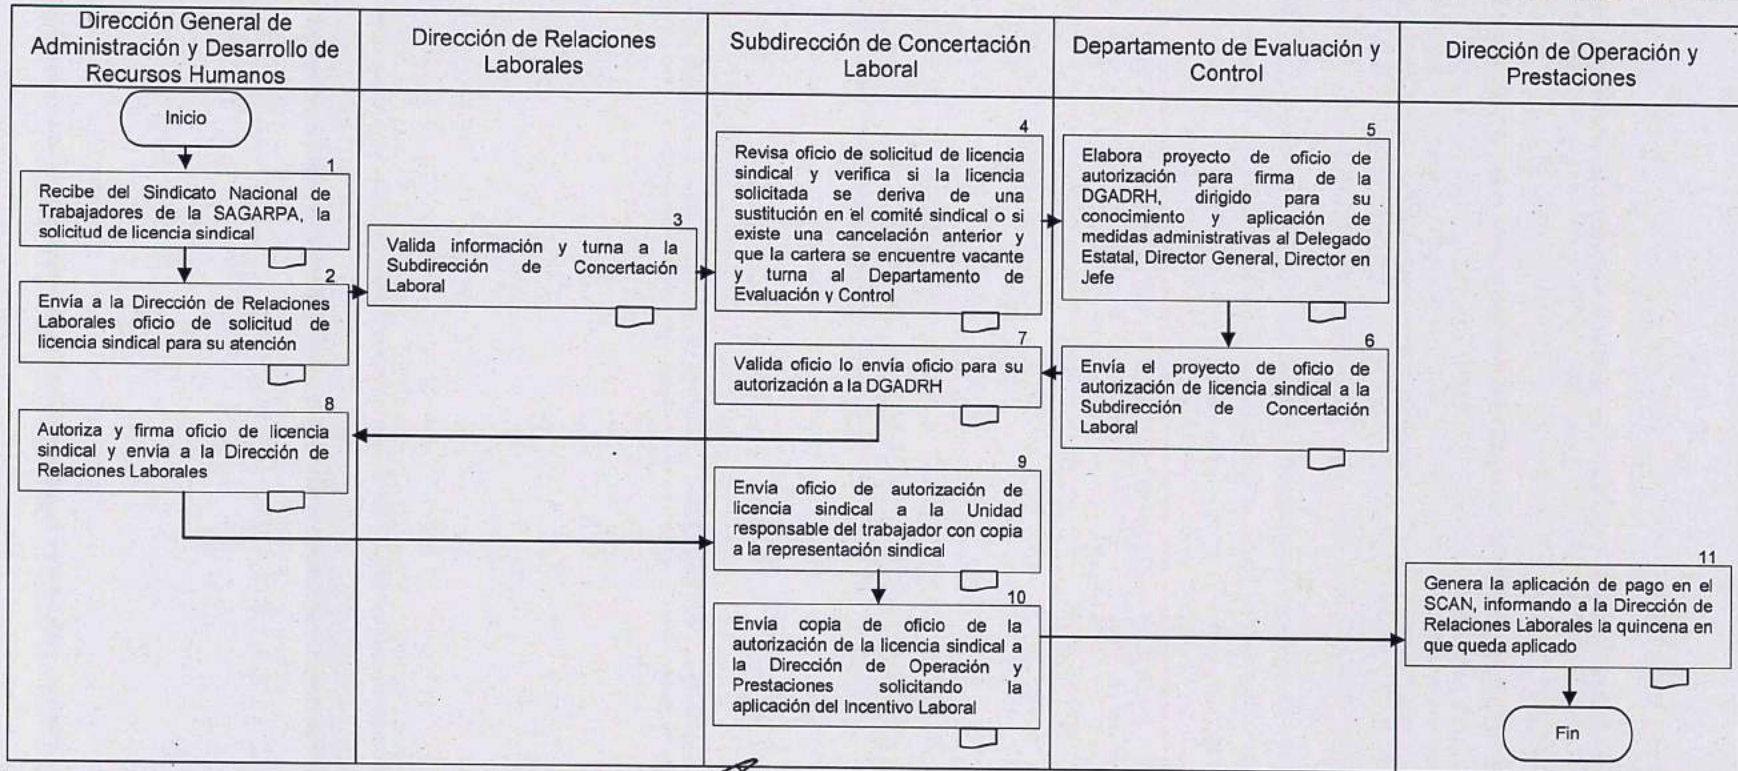 Dirección General de
Administración y Desarrollo de
Recursos Humanos
Dirección de Relaciones
Laborales
Subdirección de Concertación
Laboral
Departamento de Evaluación y
Control
Dirección de Operación y
Prestaciones
Inicio
1
Recibe del Sindicato Nacional de
Trabajadores de la SAGARPA, la
solicitud de licencia sindical
2
Envía a la Dirección de Relaciones
Laborales oficio de solicitud de
licencia sindical para su atención
3
Valida información y turna a la
Subdirección de Concertación
Laboral
4
Revisa oficio de solicitud de licencia
sindical y verifica si la licencia
solicitada se deriva de una
sustitución en el comité sindical o si
existe una cancelación anterior y
que la cartera se encuentre vacante
y turna al Departamento de
Evaluación y Control
5
Elabora proyecto de oficio de
autorización para firma de la
DGADRH, dirigido para su
conocimiento y aplicación de
medidas administrativas al Delegado
Estatal, Director General, Director en
Jefe
6
Envía el proyecto de oficio de
autorización de licencia sindical a la
Subdirección de Concertación
Laboral
7
Valida oficio lo envía oficio para su
autorización a la DGADRH
8
Autoriza y firma oficio de licencia
sindical y envía a la Dirección de
Relaciones Laborales
9
Envía oficio de autorización de
licencia sindical a la Unidad
responsable del trabajador con copia
a la representación sindical
10
Envía copia de oficio de la
autorización de la licencia sindical a
la Dirección de Operación y
Prestaciones solicitando la
aplicación del Incentivo Laboral
11
Genera la aplicación de pago en el
SCAN, informando a la Dirección de
Relaciones Laborales la quincena en
que queda aplicado
Fin